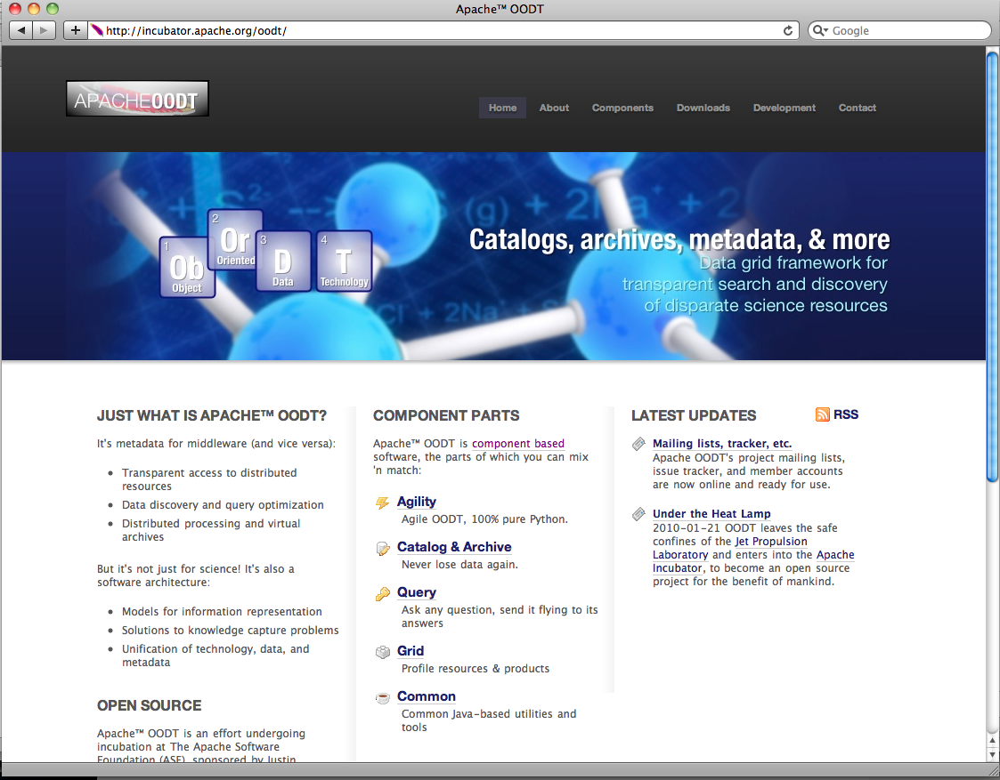 Apache™ OODT
http://incubator.apache.org/oodt/
Google
APACHEOODT
Home
About
Components
Downloads
Development
Contact
1
Ob
Object
2
Or
Oriented
3
D
Data
4
T
Technology
Catalogs, archives, metadata, & more
Data grid framework for
transparent search and discovery
of disparate science resources
JUST WHAT IS APACHE™ OODT?
It's metadata for middleware (and vice versa):
• Transparent access to distributed
resources
• Data discovery and query optimization
• Distributed processing and virtual
archives
But it's not just for science! It's also a
software architecture:
• Models for information representation
• Solutions to knowledge capture problems
• Unification of technology, data, and
metadata
OPEN SOURCE
Apache™ OODT is an effort undergoing
incubation at The Apache Software
Foundation (ASF), sponsored by Justin
COMPONENT PARTS
Apache™ OODT is component based
software, the parts of which you can mix
'n match:
Agility
Agile OODT, 100% pure Python.
Catalog & Archive
Never lose data again.
Query
Ask any question, send it flying to its
answers
Grid
Profile resources & products
Common
Common Java-based utilities and
tools
LATEST UPDATES
RSS
Mailing lists, tracker, etc.
Apache OODT's project mailing lists,
issue tracker, and member accounts
are now online and ready for use.
Under the Heat Lamp
2010-01-21 OODT leaves the safe
confines of the Jet Propulsion
Laboratory and enters into the Apache
Incubator, to become an open source
project for the benefit of mankind.